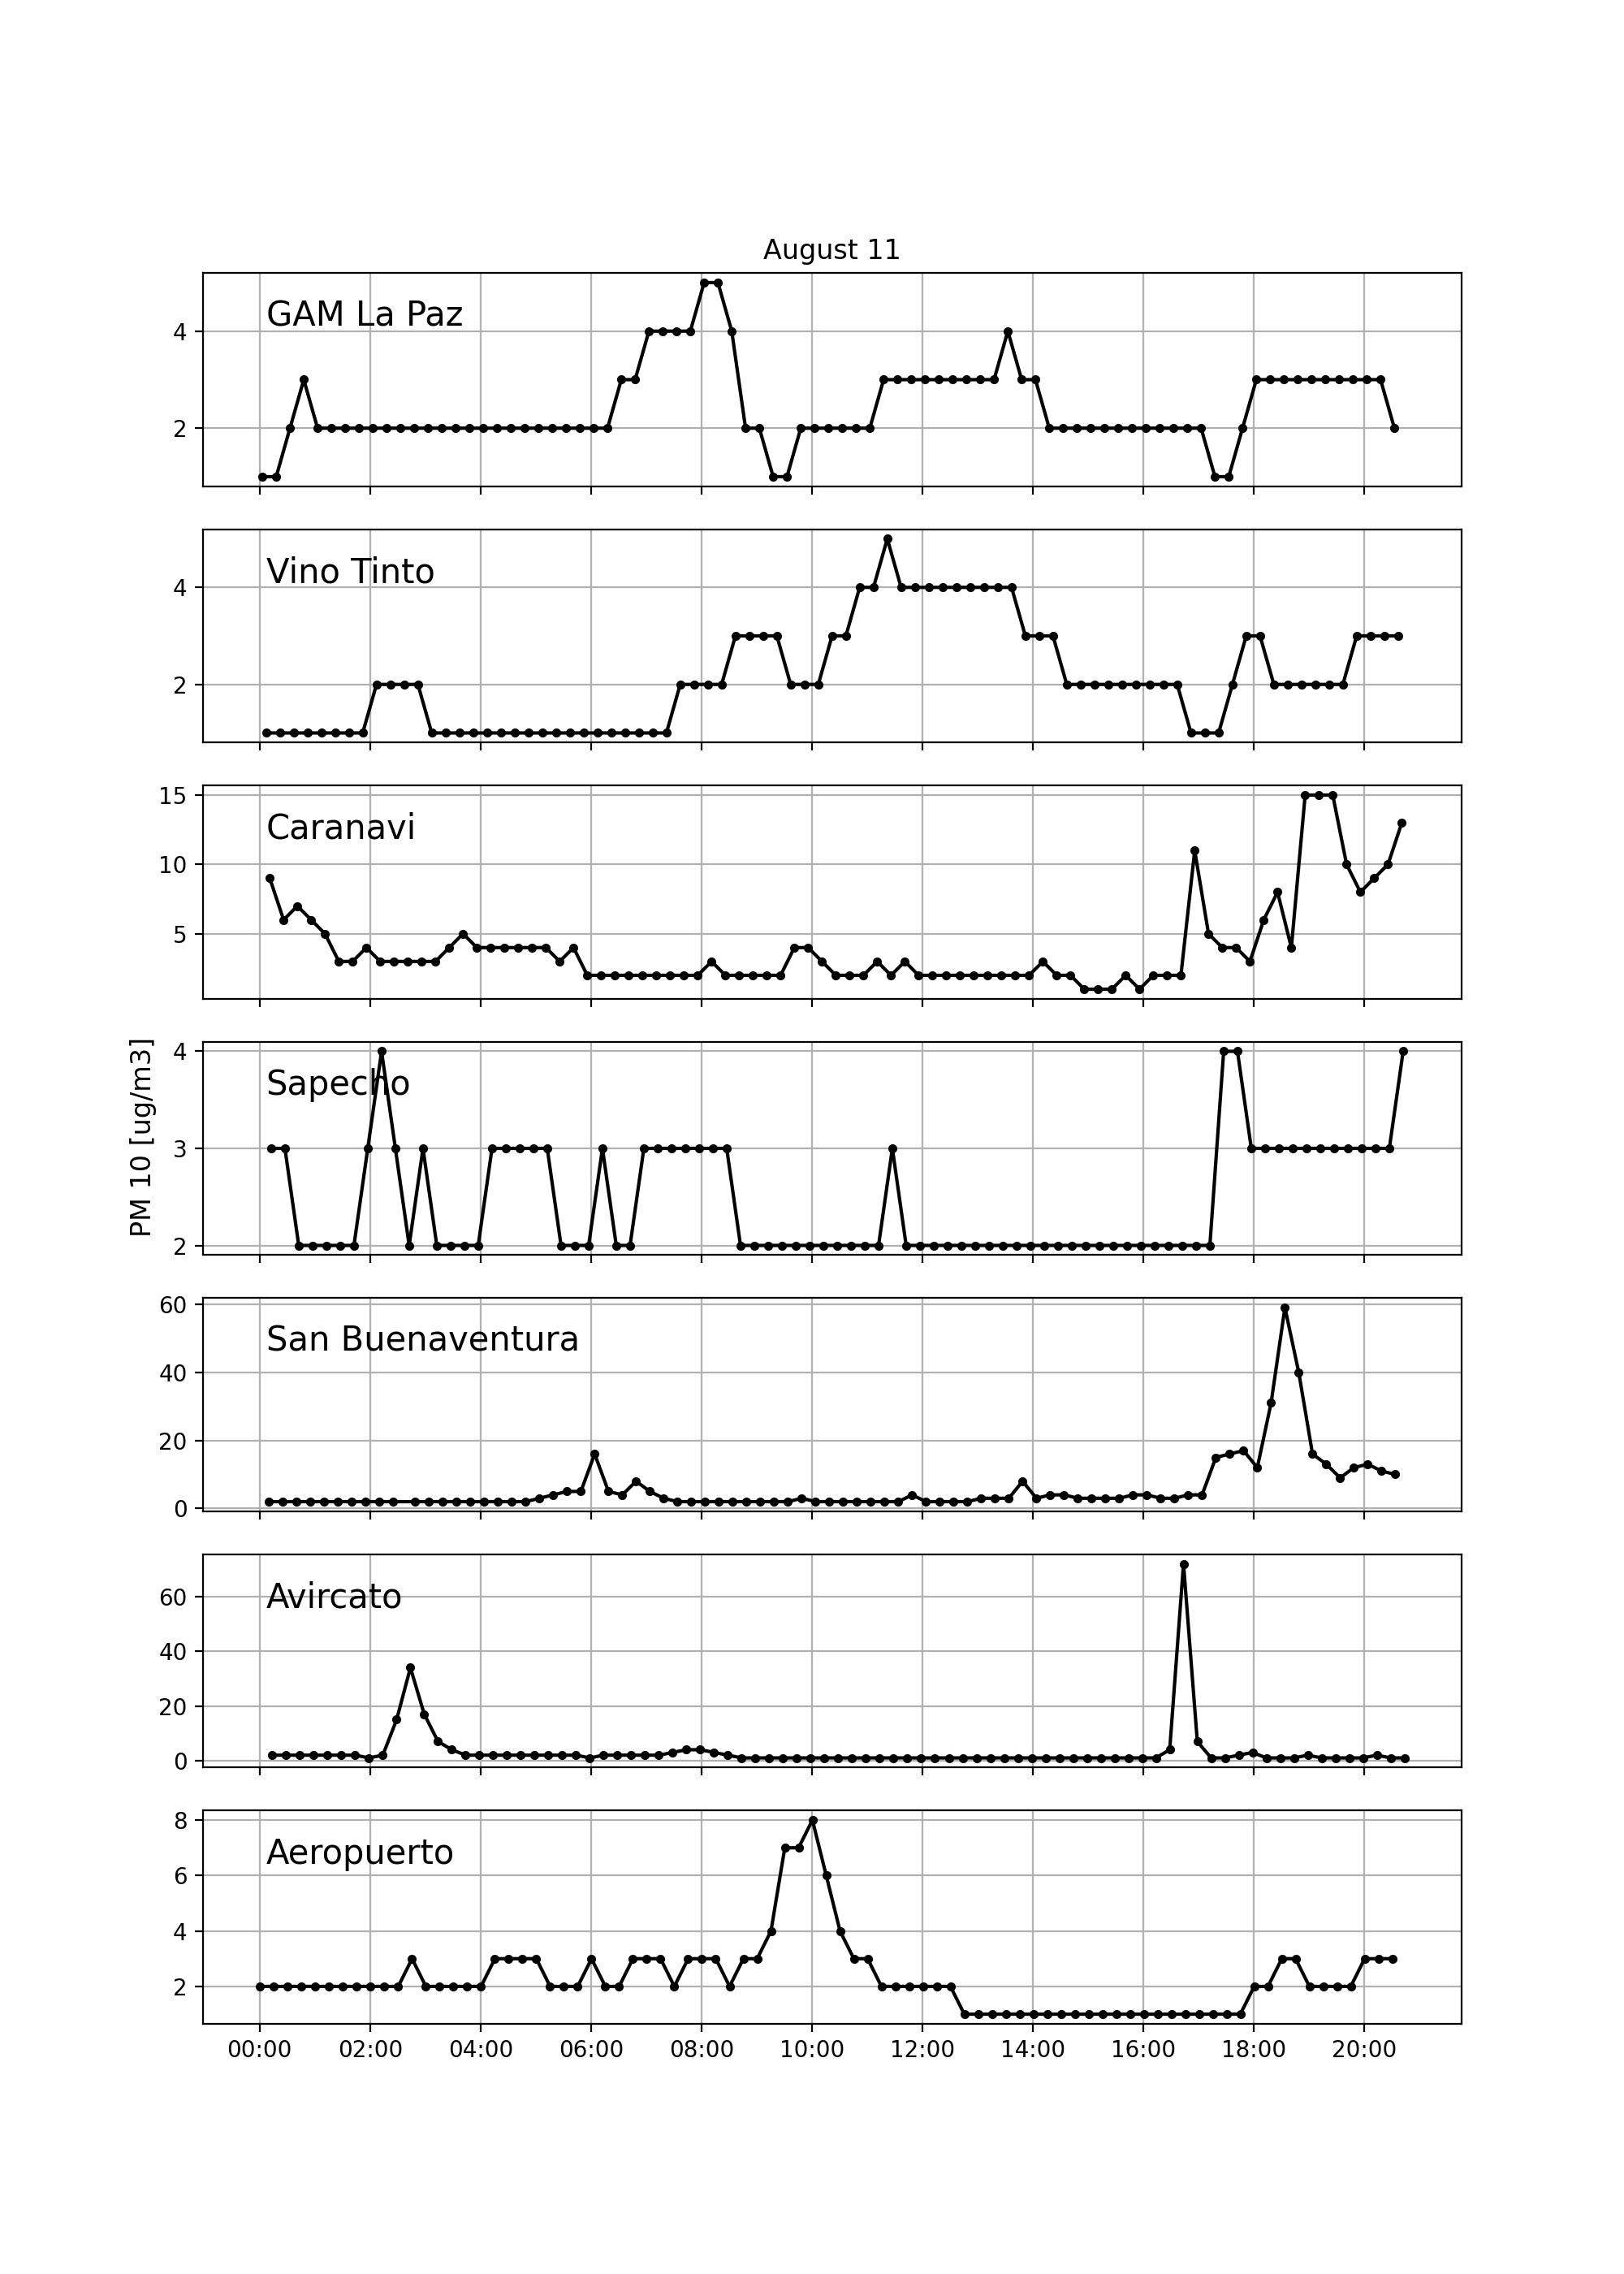 August 11
GAM La Paz
4
2
Vino Tinto
4
2
Caranavi
15
10
5
PM 10 [ug/m3]
Sapecho
4
3
2
San Buenaventura
60
40
20
0
Avircato
60
40
20
0
Aeropuerto
8
6
4
2
00:00 02:00 04:00 06:00 08:00 10:00 12:00 14:00 16:00 18:00 20:00